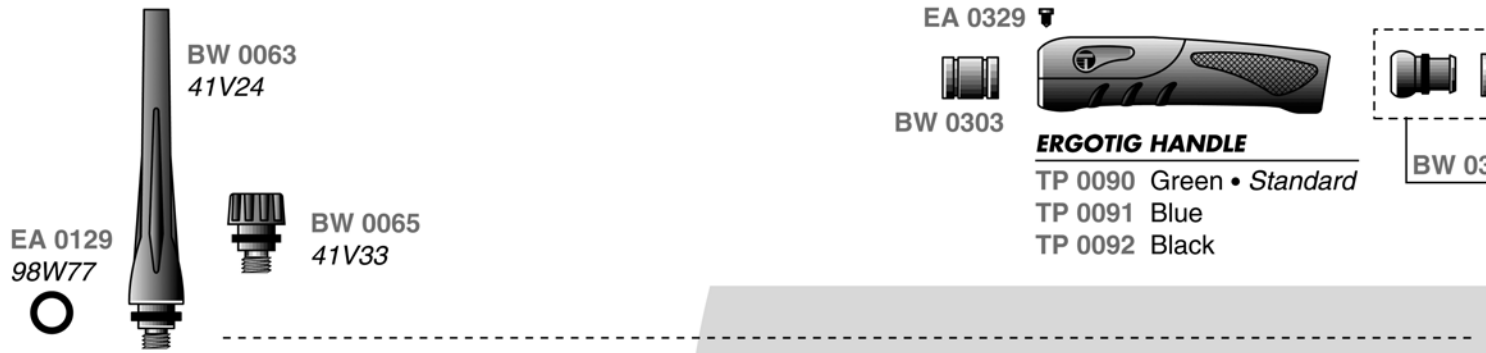 BW 0063
41V24
EA 0129
98W77
BW 0065
41V33
EA 0329
BW 0303
ERGOTIG HANDLE
TP 0090 Green • Standard
TP 0091 Blue
TP 0092 Black
BW